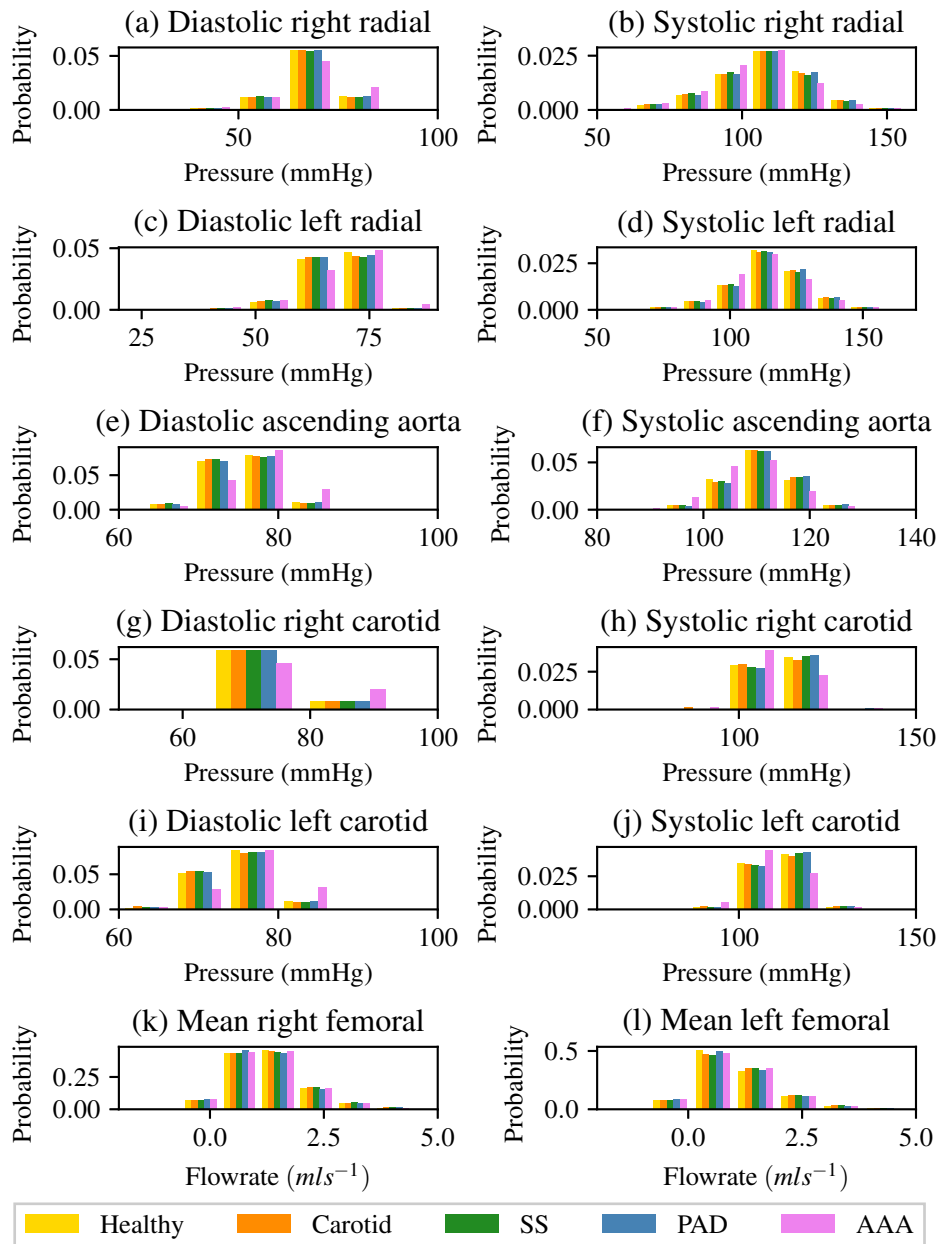 (a) Diastolic right radial
Probability
0.05
0.00
50
100
Pressure (mmHg)
(b) Systolic right radial
Probability
0.025
0.000
50
100
150
Pressure (mmHg)
(c) Diastolic left radial
Probability
0.05
0.00
25
50
75
Pressure (mmHg)
(d) Systolic left radial
Probability
0.025
0.000
50
100
150
Pressure (mmHg)
(e) Diastolic ascending aorta
Probability
0.05
0.00
60
80
100
Pressure (mmHg)
(f) Systolic ascending aorta
Probability
0.05
0.00
80
100
120
140
Pressure (mmHg)
(g) Diastolic right carotid
Probability
0.05
0.00
60
80
100
Pressure (mmHg)
(h) Systolic right carotid
Probability
0.025
0.000
100
150
Pressure (mmHg)
(i) Diastolic left carotid
Probability
0.05
0.00
60
80
100
Pressure (mmHg)
(j) Systolic left carotid
Probability
0.025
0.000
100
150
Pressure (mmHg)
(k) Mean right femoral
Probability
0.25
0.00
0.0
2.5
5.0
Flowrate (mls⁻¹)
(l) Mean left femoral
Probability
0.5
0.0
0.0
2.5
5.0
Flowrate (mls⁻¹)
Healthy Carotid SS PAD AAA